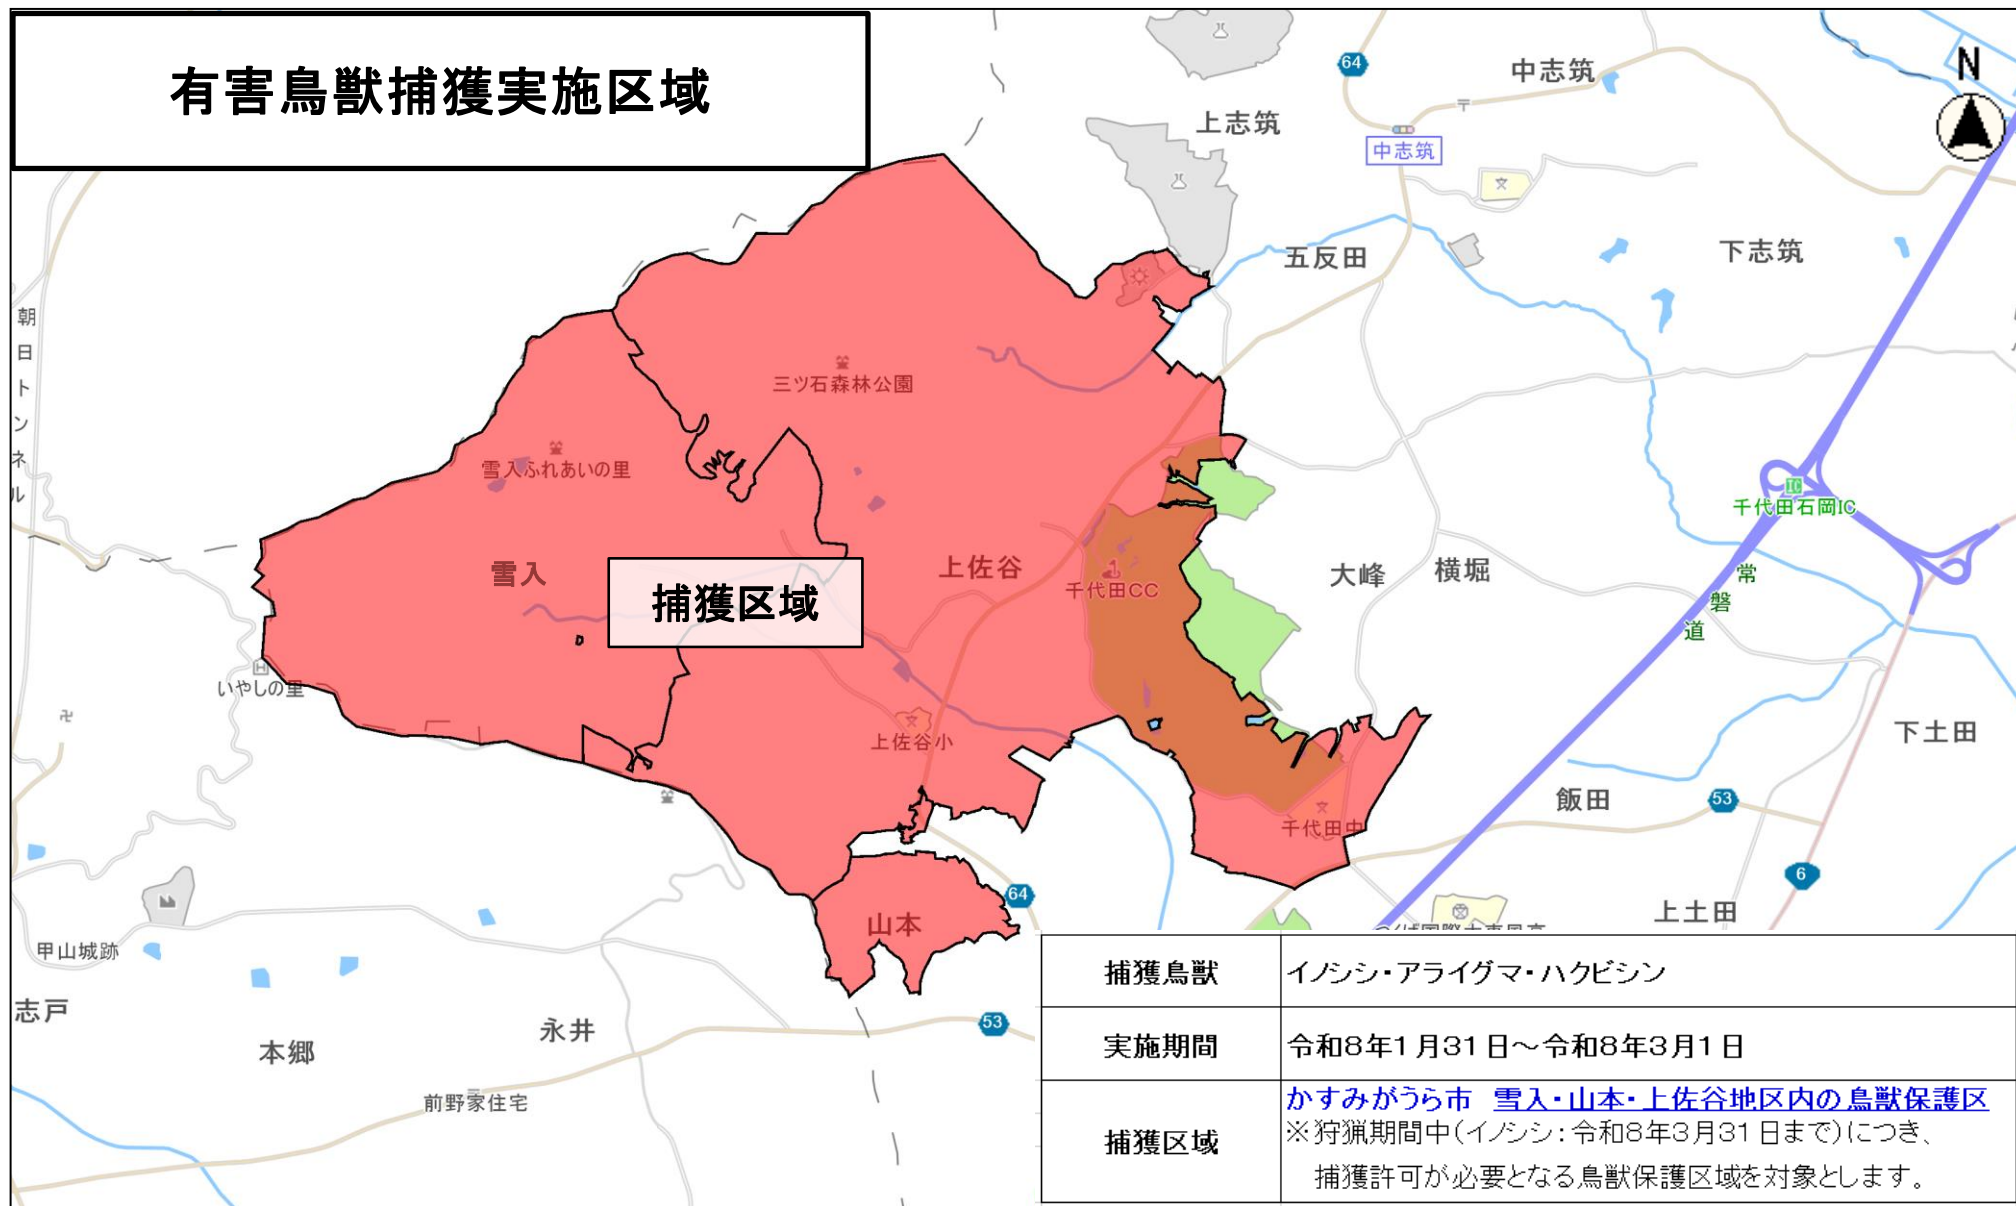 有害鳥獣捕獲実施区域
N
64
中志筑
上志筑
中志筑
五反田
下志筑
朝日トンネル
三ツ石森林公園
雪入ふれあいの里
IC
千代田石岡IC
雪入
捕獲区域
上佐谷
千代田CC
大峰
横堀
常磐道
H
いやしの里
上佐谷小
下土田
飯田
53
千代田中
6
64
山本
上土田
甲山城跡
志戸
本郷
永井
53
前野家住宅
捕獲鳥獣
イノシシ・アライグマ・ハクビシン
実施期間
令和8年1月31日～令和8年3月1日
捕獲区域
かすみがうら市 雪入・山本・上佐谷地区内の鳥獣保護区
※狩猟期間中(イノシシ:令和8年3月31日まで)につき、
捕獲許可が必要となる鳥獣保護区域を対象とします。